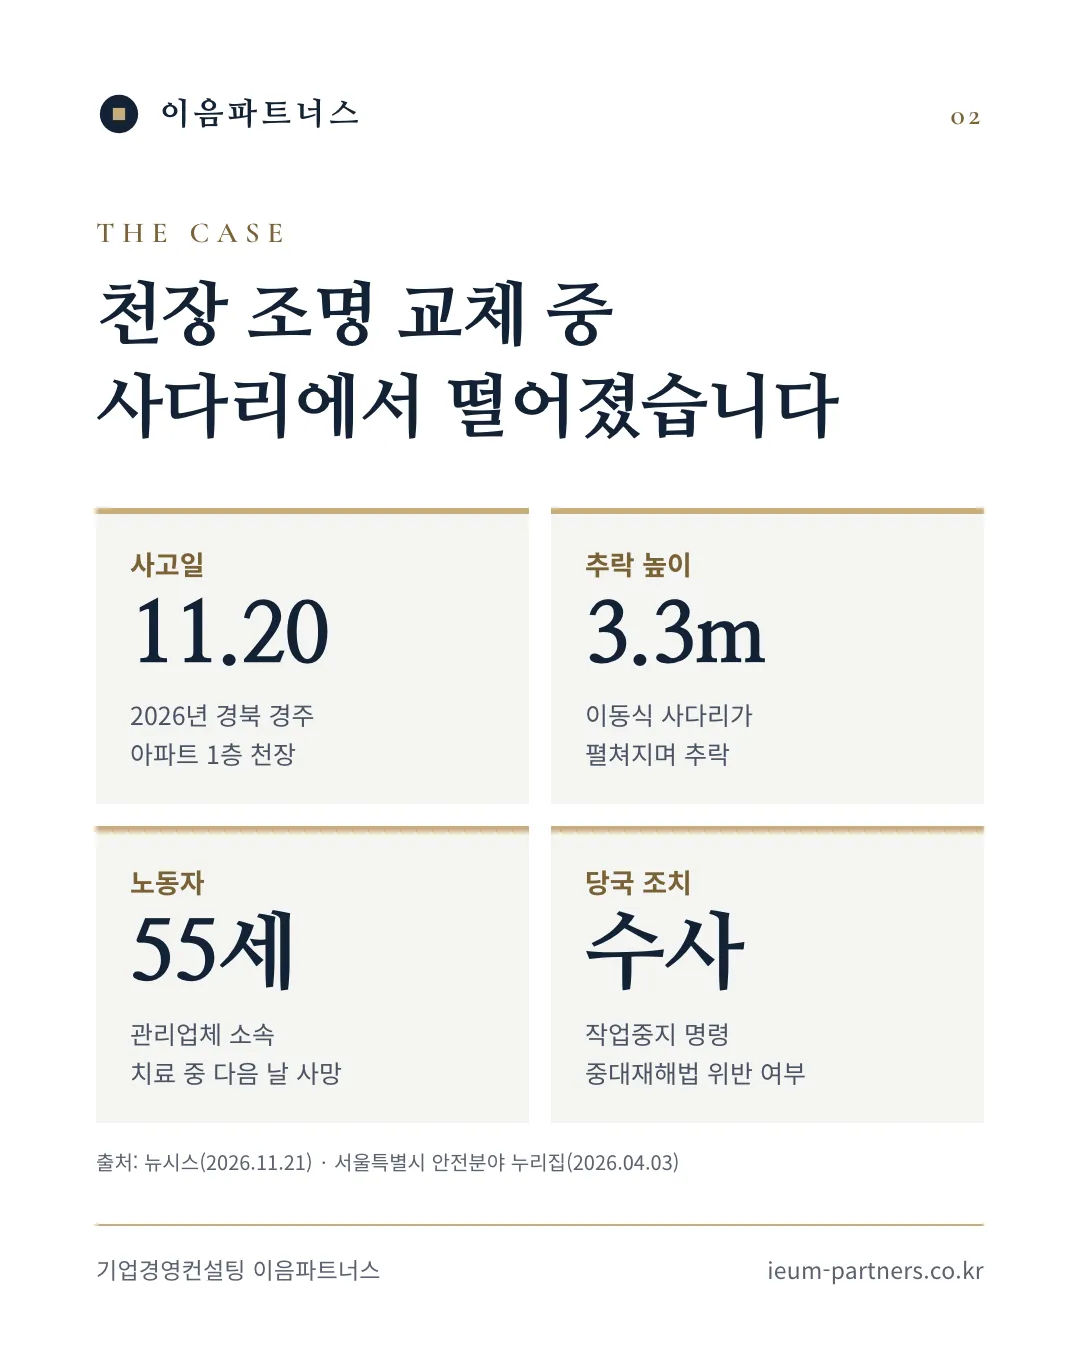 이음파트너스
02
THE CASE
천장 조명 교체 중
사다리에서 떨어졌습니다
사고일
11.20
2026년 경북 경주
아파트 1층 천장
추락 높이
3.3m
이동식 사다리가
펼쳐지며 추락
노동자
55세
관리업체 소속
치료 중 다음 날 사망
당국 조치
수사
작업중지 명령
중대재해법 위반 여부
출처: 뉴시스(2026.11.21) · 서울특별시 안전분야 누리집(2026.04.03)
기업경영컨설팅 이음파트너스
ieum-partners.co.kr